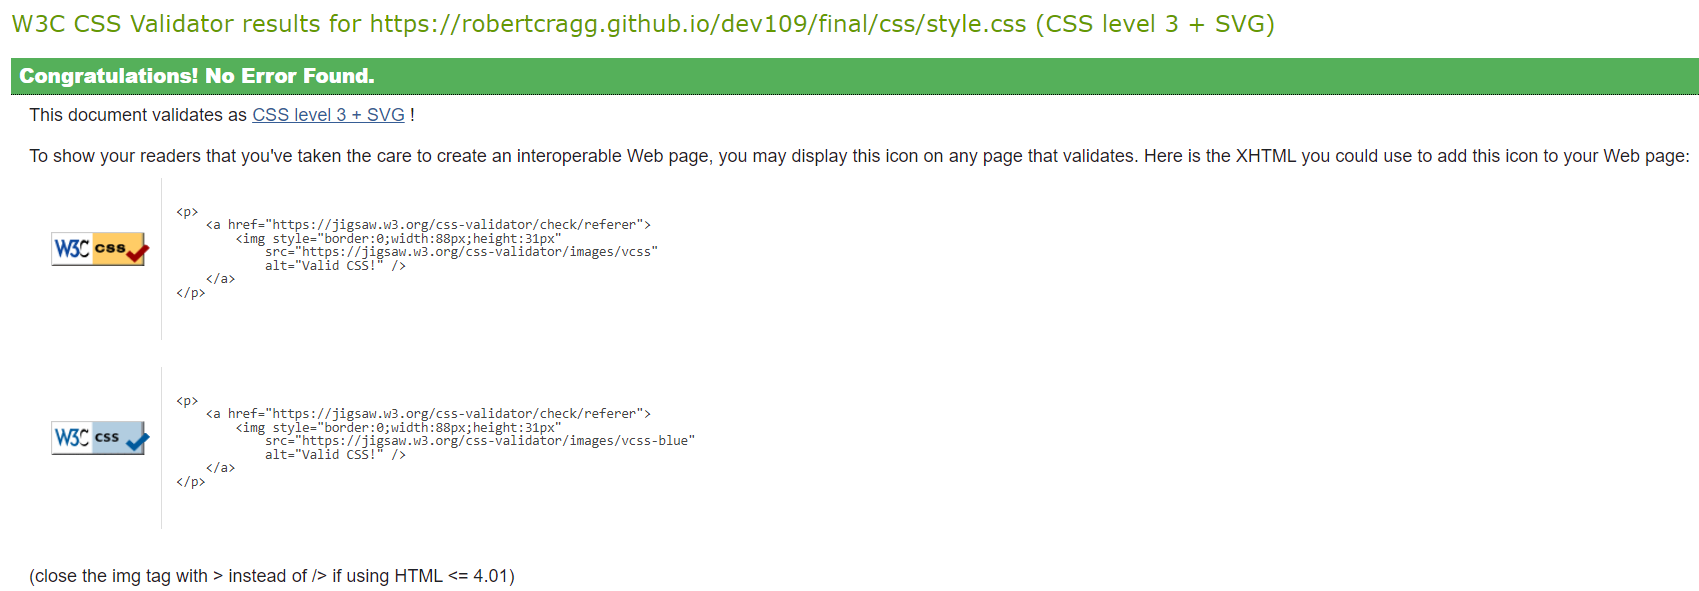 W3C CSS Validator results for https://robertcragg.github.io/dev109/final/css/style.css (CSS level 3 + SVG)
Congratulations! No Error Found.
This document validates as CSS level 3 + SVG !
To show your readers that you've taken the care to create an interoperable Web page, you may display this icon on any page that validates. Here is the XHTML you could use to add this icon to your Web page:
<p>
    <a href="https://jigsaw.w3.org/css-validator/check/referer">
        <img style="border:0;width:88px;height:31px"
            src="https://jigsaw.w3.org/css-validator/images/vcss"
W3C css
            alt="Valid CSS!" />
    </a>
</p>
<p>
    <a href="https://jigsaw.w3.org/css-validator/check/referer">
        <img style="border:0;width:88px;height:31px"
            src="https://jigsaw.w3.org/css-validator/images/vcss-blue"
W3C css
            alt="Valid CSS!" />
    </a>
</p>
(close the img tag with > instead of /> if using HTML <= 4.01)